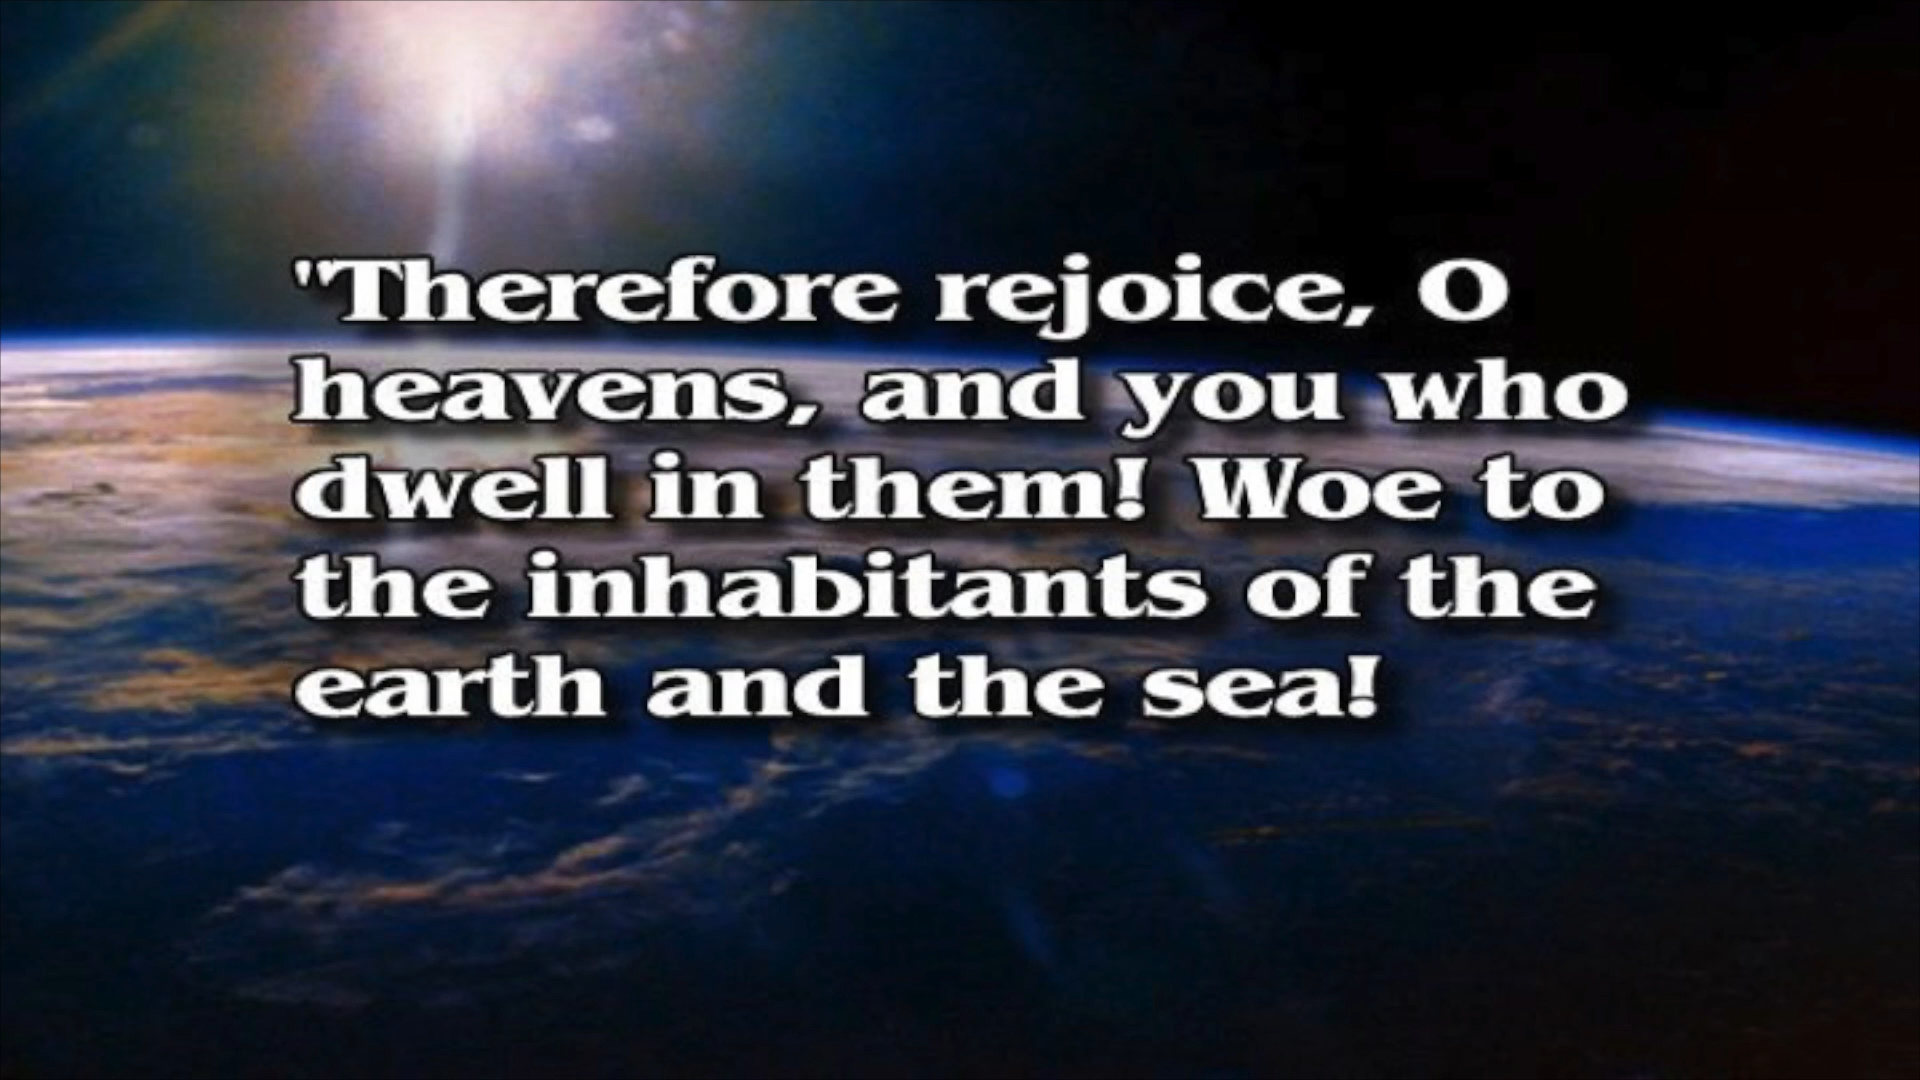 "Therefore rejoice, O
heavens, and you who
dwell in them! Woe to
the inhabitants of the
earth and the sea!